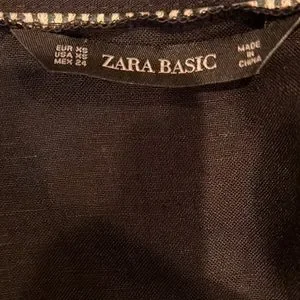 EUR XS
USA XS
MEX 24
ZARA BASIC
MADE
IN
CHINA